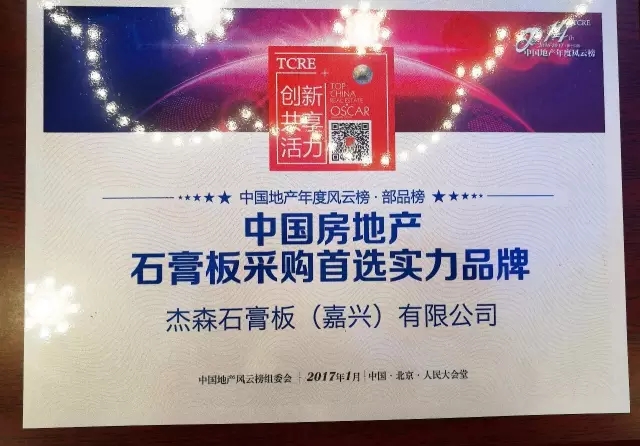 TCRE
中国地产年度风云榜
TCRE
TOP
CHINA
REAL ESTATE
OSCAR
创新
共享
活力
中国地产年度风云榜·部品榜
中国房地产
石膏板采购首选实力品牌
杰森石膏板（嘉兴）有限公司
中国地产风云榜组委会 2017年1月 中国·北京·人民大会堂